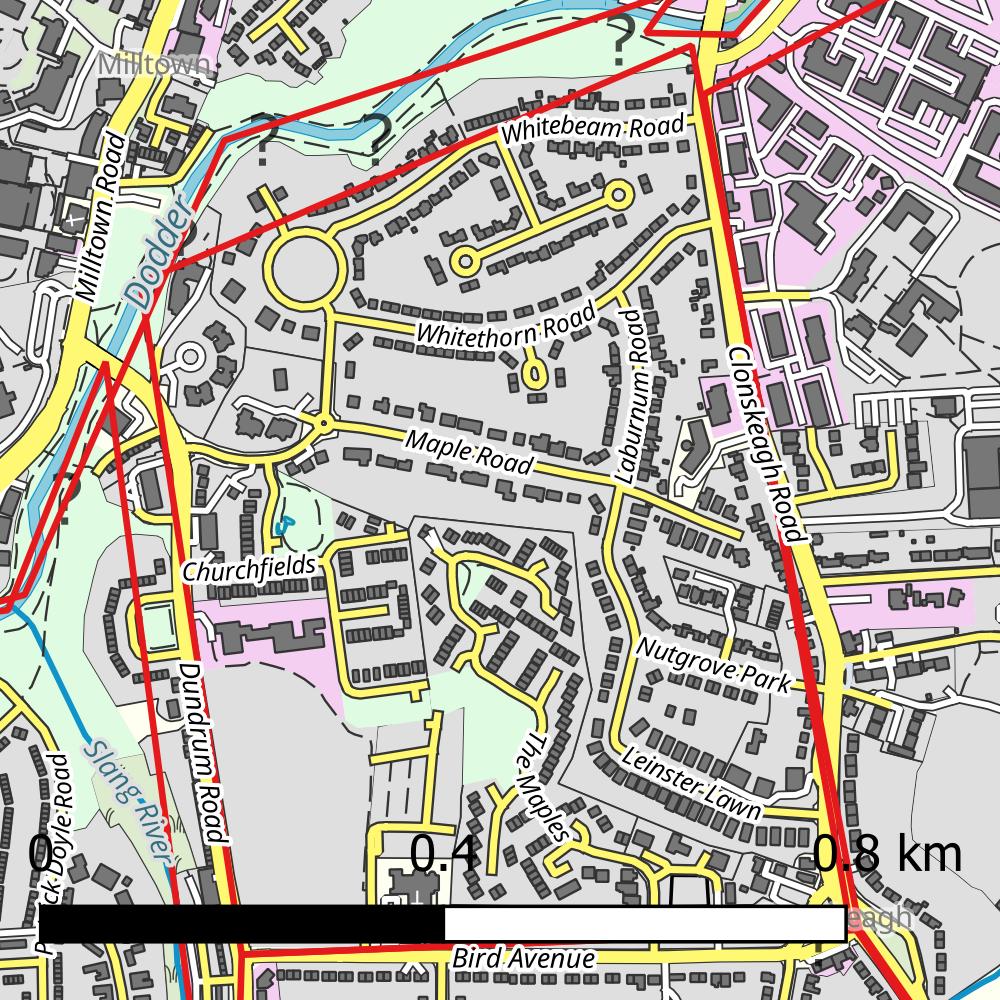 Milltown
Whitebeam Road
Milltown Road
Dodder
Whitethorn Road
Laburnum Road
Clonskeagh Road
Maple Road
Churchfields
Nutgrove Park
Dundrum Road
Slang River
The Maples
Leinster Lawn
Doyle Road
0
0.4
0.8 km
eagh
Bird Avenue